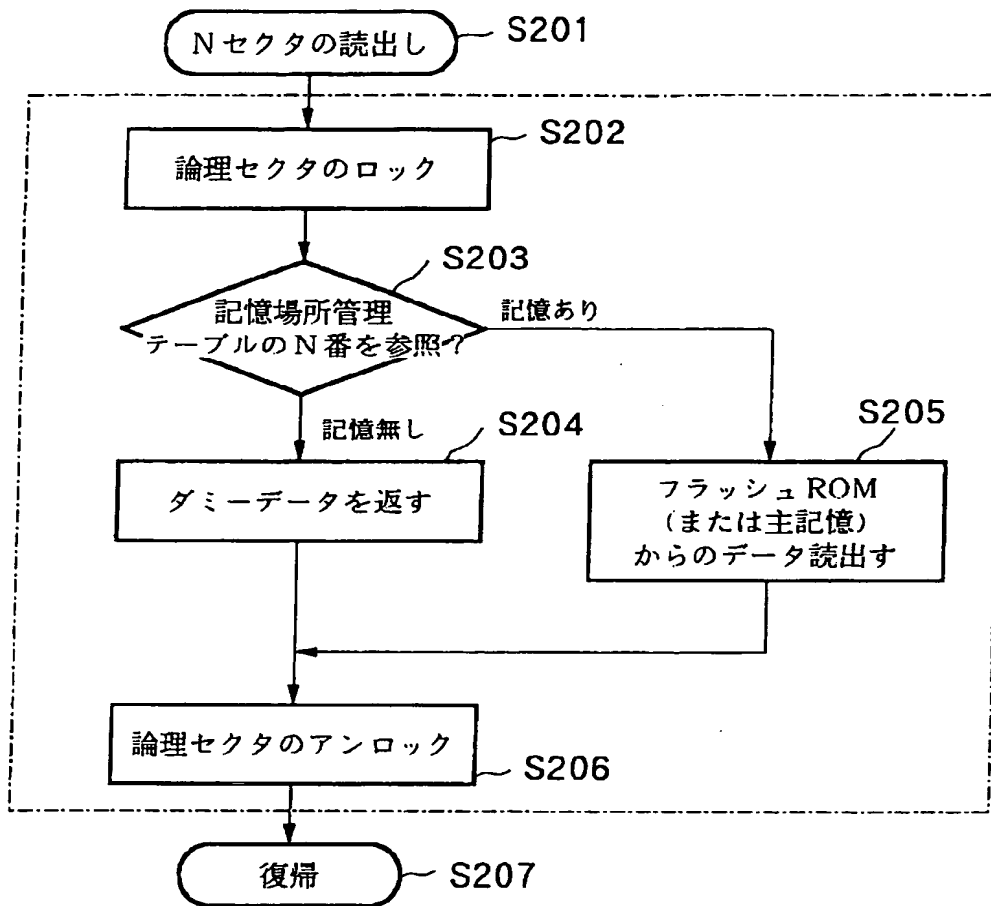 Nセクタの読出し
S201
S202
論理セクタのロック
S203
記憶場所管理
テーブルのN番を参照?
記憶あり
記憶無し
S204
S205
ダミーデータを返す
フラッシュROM
(または主記憶)
からのデータ読出す
論理セクタのアンロック
S206
復帰
S207